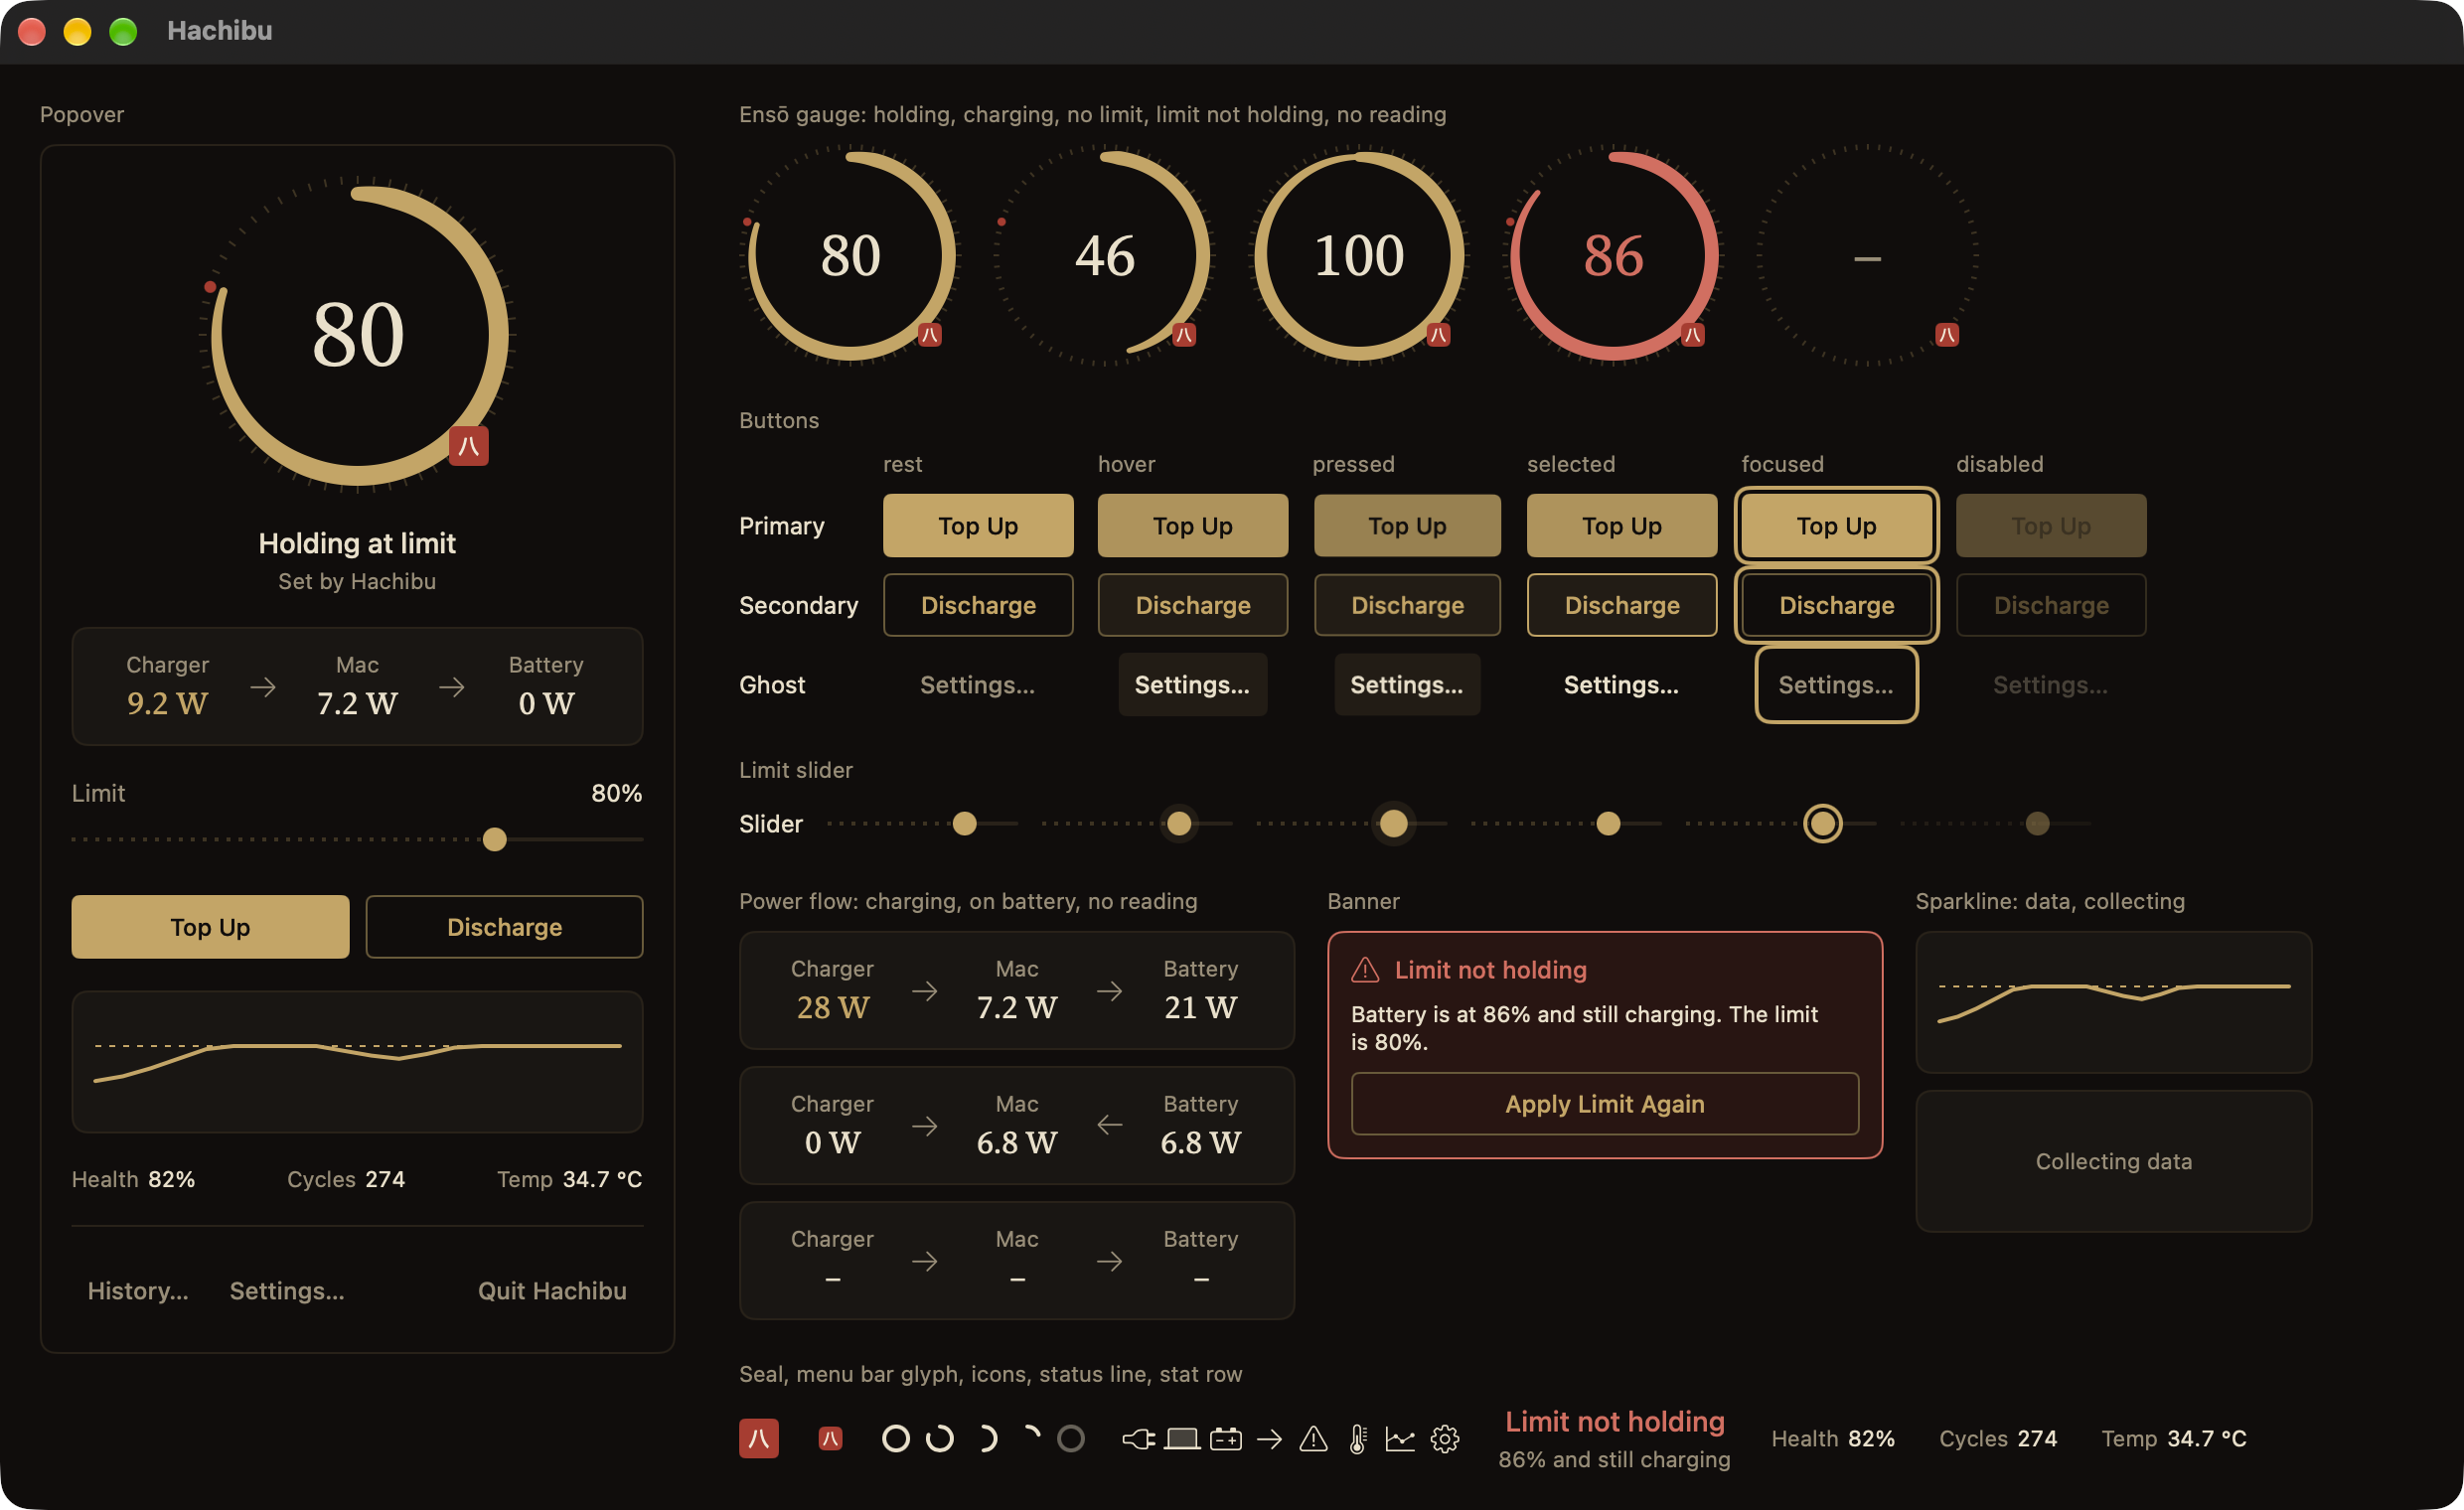 Hachibu
Popover
80
八
Holding at limit
Set by Hachibu
Charger Mac Battery
9.2 W 7.2 W 0 W
Limit 80%
Top Up Discharge
Health 82% Cycles 274 Temp 34.7 °C
History... Settings... Quit Hachibu
Ensō gauge: holding, charging, no limit, limit not holding, no reading
80 46 100 86 –
八 八 八 八 八
Buttons
rest hover pressed selected focused disabled
Primary Top Up Top Up Top Up Top Up Top Up Top Up
Secondary Discharge Discharge Discharge Discharge Discharge Discharge
Ghost Settings... Settings... Settings... Settings... Settings... Settings...
Limit slider
Slider
Power flow: charging, on battery, no reading
Charger Mac Battery
28 W 7.2 W 21 W
Charger Mac Battery
0 W 6.8 W 6.8 W
Charger Mac Battery
– – –
Banner
Limit not holding
Battery is at 86% and still charging. The limit
is 80%.
Apply Limit Again
Sparkline: data, collecting
Collecting data
Seal, menu bar glyph, icons, status line, stat row
八 八
Limit not holding
86% and still charging
Health 82% Cycles 274 Temp 34.7 °C